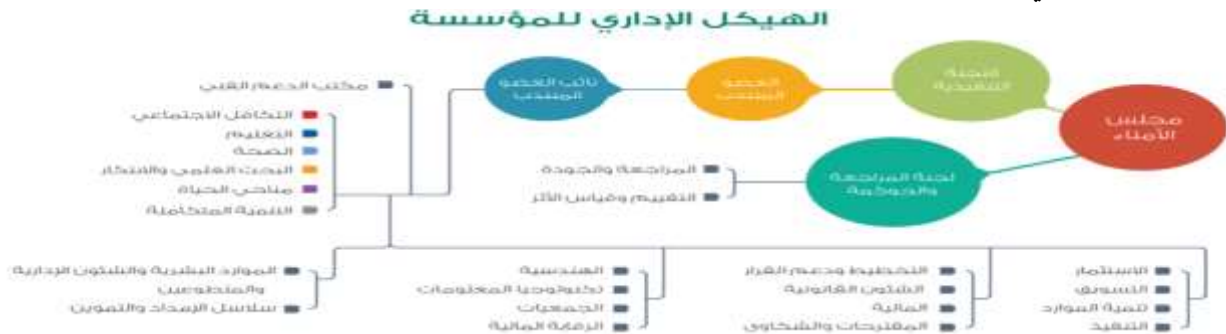 الهيكل الإداري للمؤسسة
مجلس
الأمناء
اللجنة
التنفيذية
العضو
المنتدب
نائب العضو
المنتدب
لجنة المراجعة
والحوكمة
المراجعة والجودة
التقييم وقياس الأثر
مكتب الدعم الفني
التكافل الاجتماعي
التعليم
الصحة
البحث العلمي والابتكار
مناحي الحياة
التنمية المتكاملة
الاستثمار
التسويق
تنمية الموارد
التنفيذ
التخطيط ودعم القرار
الشئون القانونية
المالية
المقترحات والشكاوى
الهندسية
تكنولوجيا المعلومات
الجمعيات
الرقابة المالية
الموارد البشرية والشئون الإدارية
والمتطوعين
سلاسل الإمداد والتموين